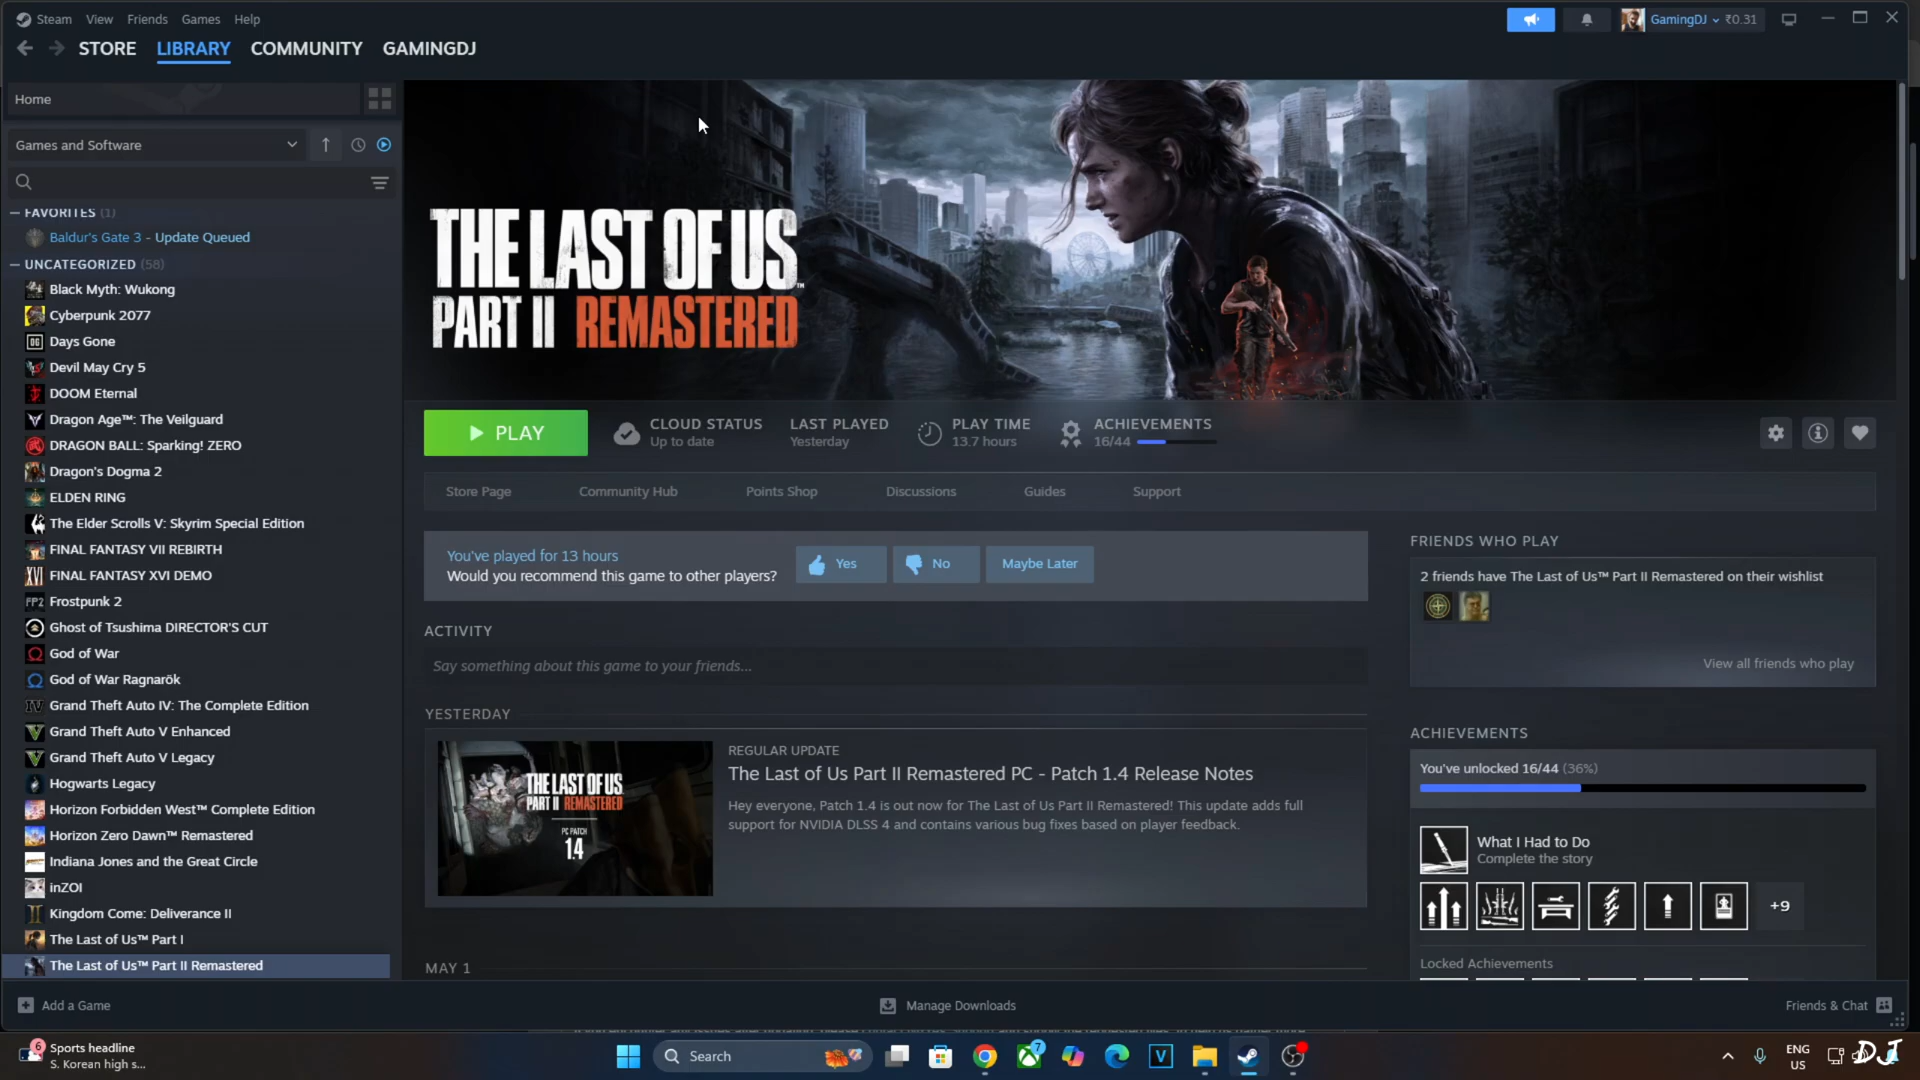 Steam View Friends Games Help
GamingDJ ₹0.31
STORE LIBRARY COMMUNITY GAMINGDJ
Home
Games and Software
FAVORITES (1)
Baldur's Gate 3 - Update Queued
UNCATEGORIZED (58)
Black Myth: Wukong
Cyberpunk 2077
Days Gone
Devil May Cry 5
DOOM Eternal
Dragon Age™: The Veilguard
DRAGON BALL: Sparking! ZERO
Dragon's Dogma 2
ELDEN RING
The Elder Scrolls V: Skyrim Special Edition
FINAL FANTASY VII REBIRTH
FINAL FANTASY XVI DEMO
Frostpunk 2
Ghost of Tsushima DIRECTOR'S CUT
God of War
God of War Ragnarök
Grand Theft Auto IV: The Complete Edition
Grand Theft Auto V Enhanced
Grand Theft Auto V Legacy
Hogwarts Legacy
Horizon Forbidden West™ Complete Edition
Horizon Zero Dawn™ Remastered
Indiana Jones and the Great Circle
inZOI
Kingdom Come: Deliverance II
The Last of Us™ Part I
The Last of Us™ Part II Remastered
THE LAST OF US™
PART II REMASTERED
PLAY
CLOUD STATUS
Up to date
LAST PLAYED
Yesterday
PLAY TIME
13.7 hours
ACHIEVEMENTS
16/44
Store Page Community Hub Points Shop Discussions Guides Support
You've played for 13 hours
Would you recommend this game to other players?
Yes No Maybe Later
ACTIVITY
Say something about this game to your friends...
YESTERDAY
THE LAST OF US
PART II REMASTERED
PC PATCH
1.4
REGULAR UPDATE
The Last of Us Part II Remastered PC - Patch 1.4 Release Notes
Hey everyone, Patch 1.4 is out now for The Last of Us Part II Remastered! This update adds full
support for NVIDIA DLSS 4 and contains various bug fixes based on player feedback.
MAY 1
FRIENDS WHO PLAY
2 friends have The Last of Us™ Part II Remastered on their wishlist
View all friends who play
ACHIEVEMENTS
You've unlocked 16/44 (36%)
What I Had to Do
Complete the story
+9
Locked Achievements
Add a Game
Manage Downloads
Friends & Chat
6
Sports headline
S. Korean high s...
Search
7
V
ENG
US
DJ